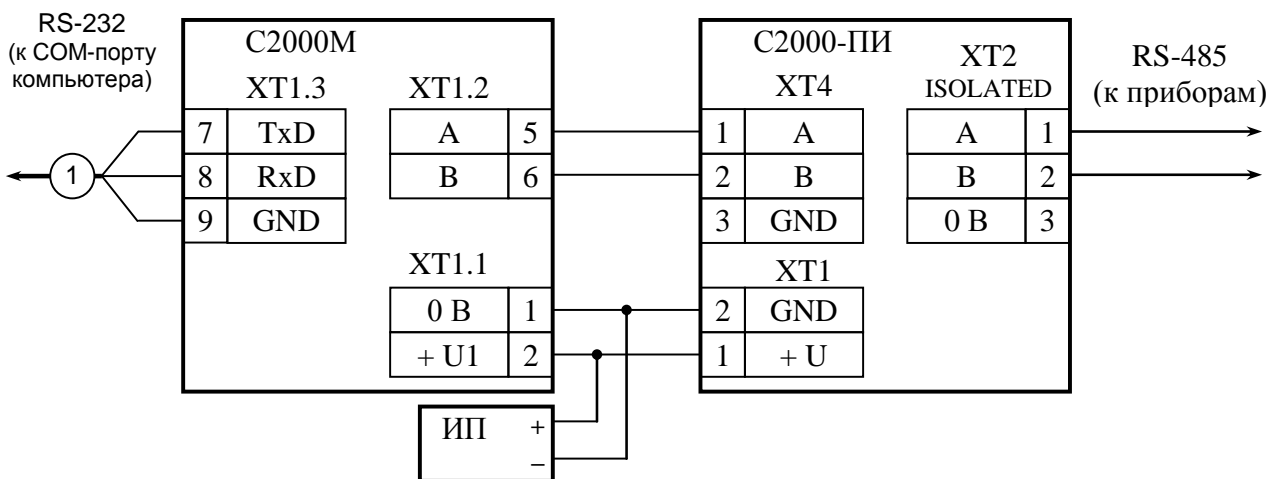 RS-232
(к COM-порту
компьютера)
1
С2000М
XT1.3
7 TxD
8 RxD
9 GND
XT1.2
A 5
B 6
XT1.1
0 В 1
+ U1 2
ИП +
−
С2000-ПИ
XT4
1 A
2 B
3 GND
XT1
2 GND
1 + U
XT2
ISOLATED
A 1
B 2
0 В 3
RS-485
(к приборам)